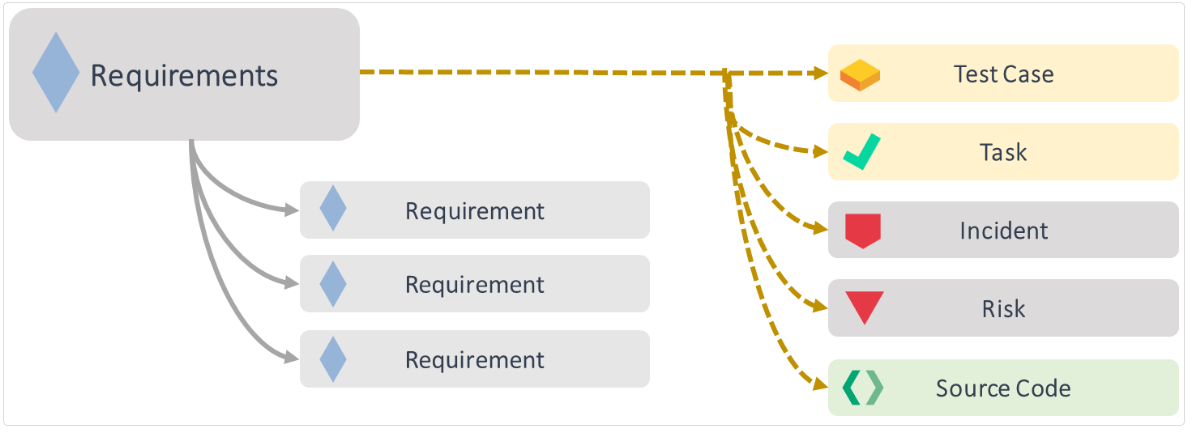 Requirements
Requirement
Requirement
Requirement
Test Case
Task
Incident
Risk
Source Code